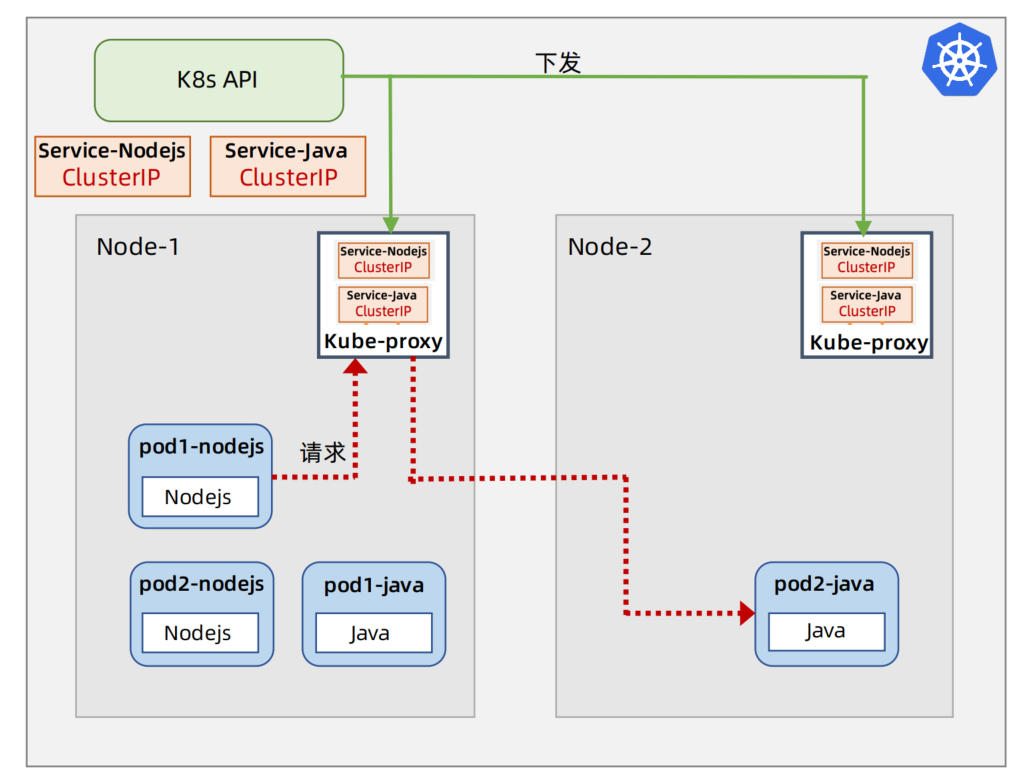 K8s API
下发
Service-Nodejs
ClusterIP
Service-Java
ClusterIP
Node-1
Service-Nodejs
ClusterIP
Service-Java
ClusterIP
Kube-proxy
pod1-nodejs
Nodejs
请求
pod2-nodejs
Nodejs
pod1-java
Java
Node-2
Service-Nodejs
ClusterIP
Service-Java
ClusterIP
Kube-proxy
pod2-java
Java